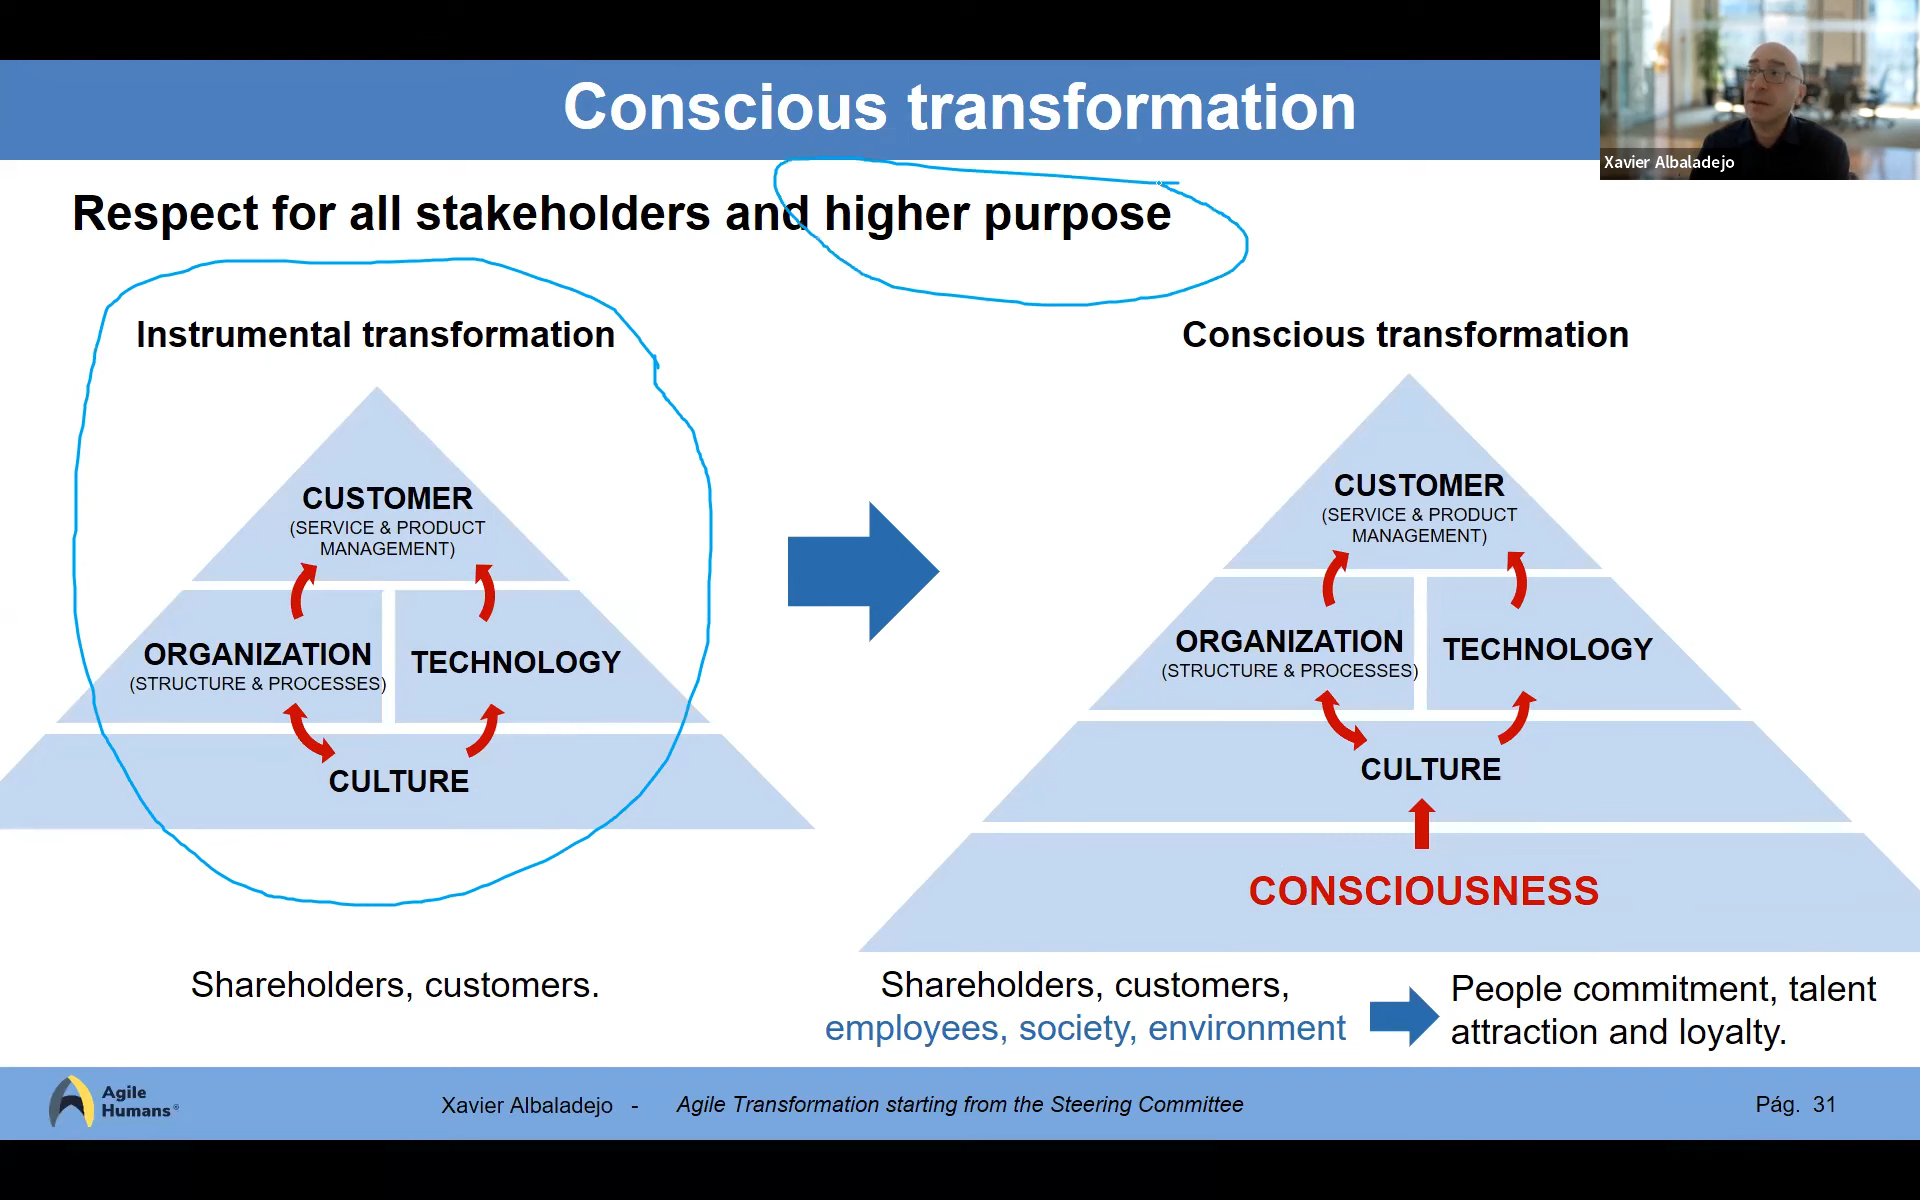 Conscious transformation
Xavier Albaladejo
Respect for all stakeholders and higher purpose
Instrumental transformation
CUSTOMER
(SERVICE & PRODUCT
MANAGEMENT)
ORGANIZATION
(STRUCTURE & PROCESSES)
TECHNOLOGY
CULTURE
Shareholders, customers.
Conscious transformation
CUSTOMER
(SERVICE & PRODUCT
MANAGEMENT)
ORGANIZATION
(STRUCTURE & PROCESSES)
TECHNOLOGY
CULTURE
CONSCIOUSNESS
Shareholders, customers,
employees, society, environment
People commitment, talent
attraction and loyalty.
Agile
Humans®
Xavier Albaladejo - Agile Transformation starting from the Steering Committee
Pág. 31